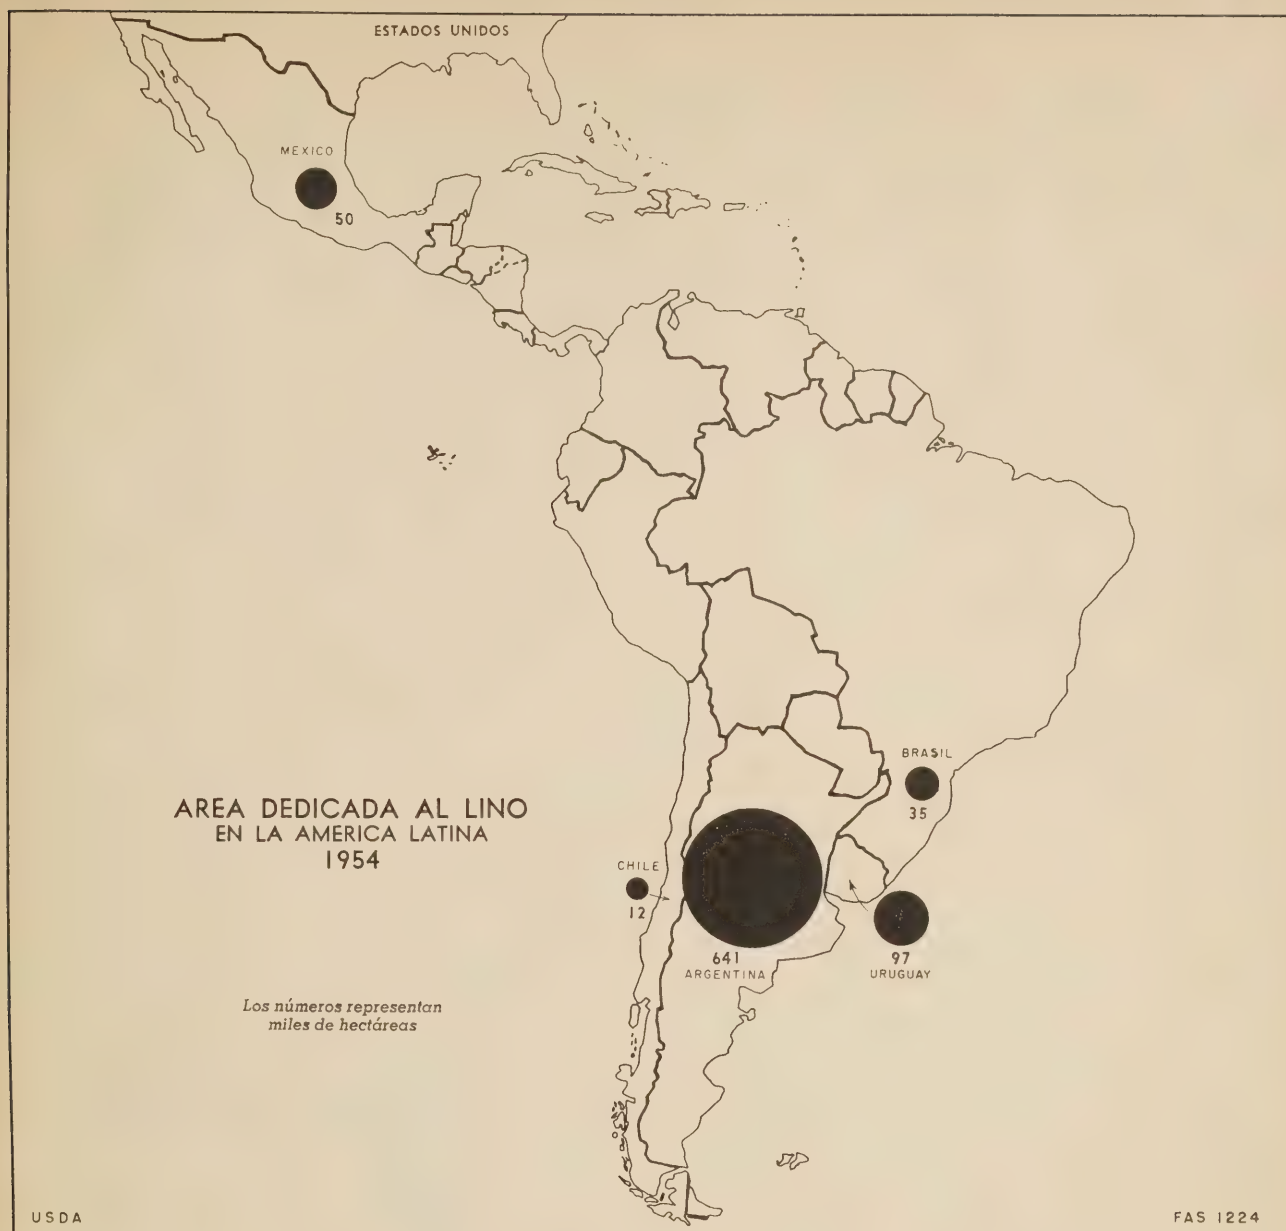 ESTADOS UNIDOS
MEXICO
50
BRASIL
35
AREA DEDICADA AL LINO
EN LA AMERICA LATINA
1954
CHILE
12
641
ARGENTINA
97
URUGUAY
Los números representan
miles de hectáreas
USDA
FAS 1224